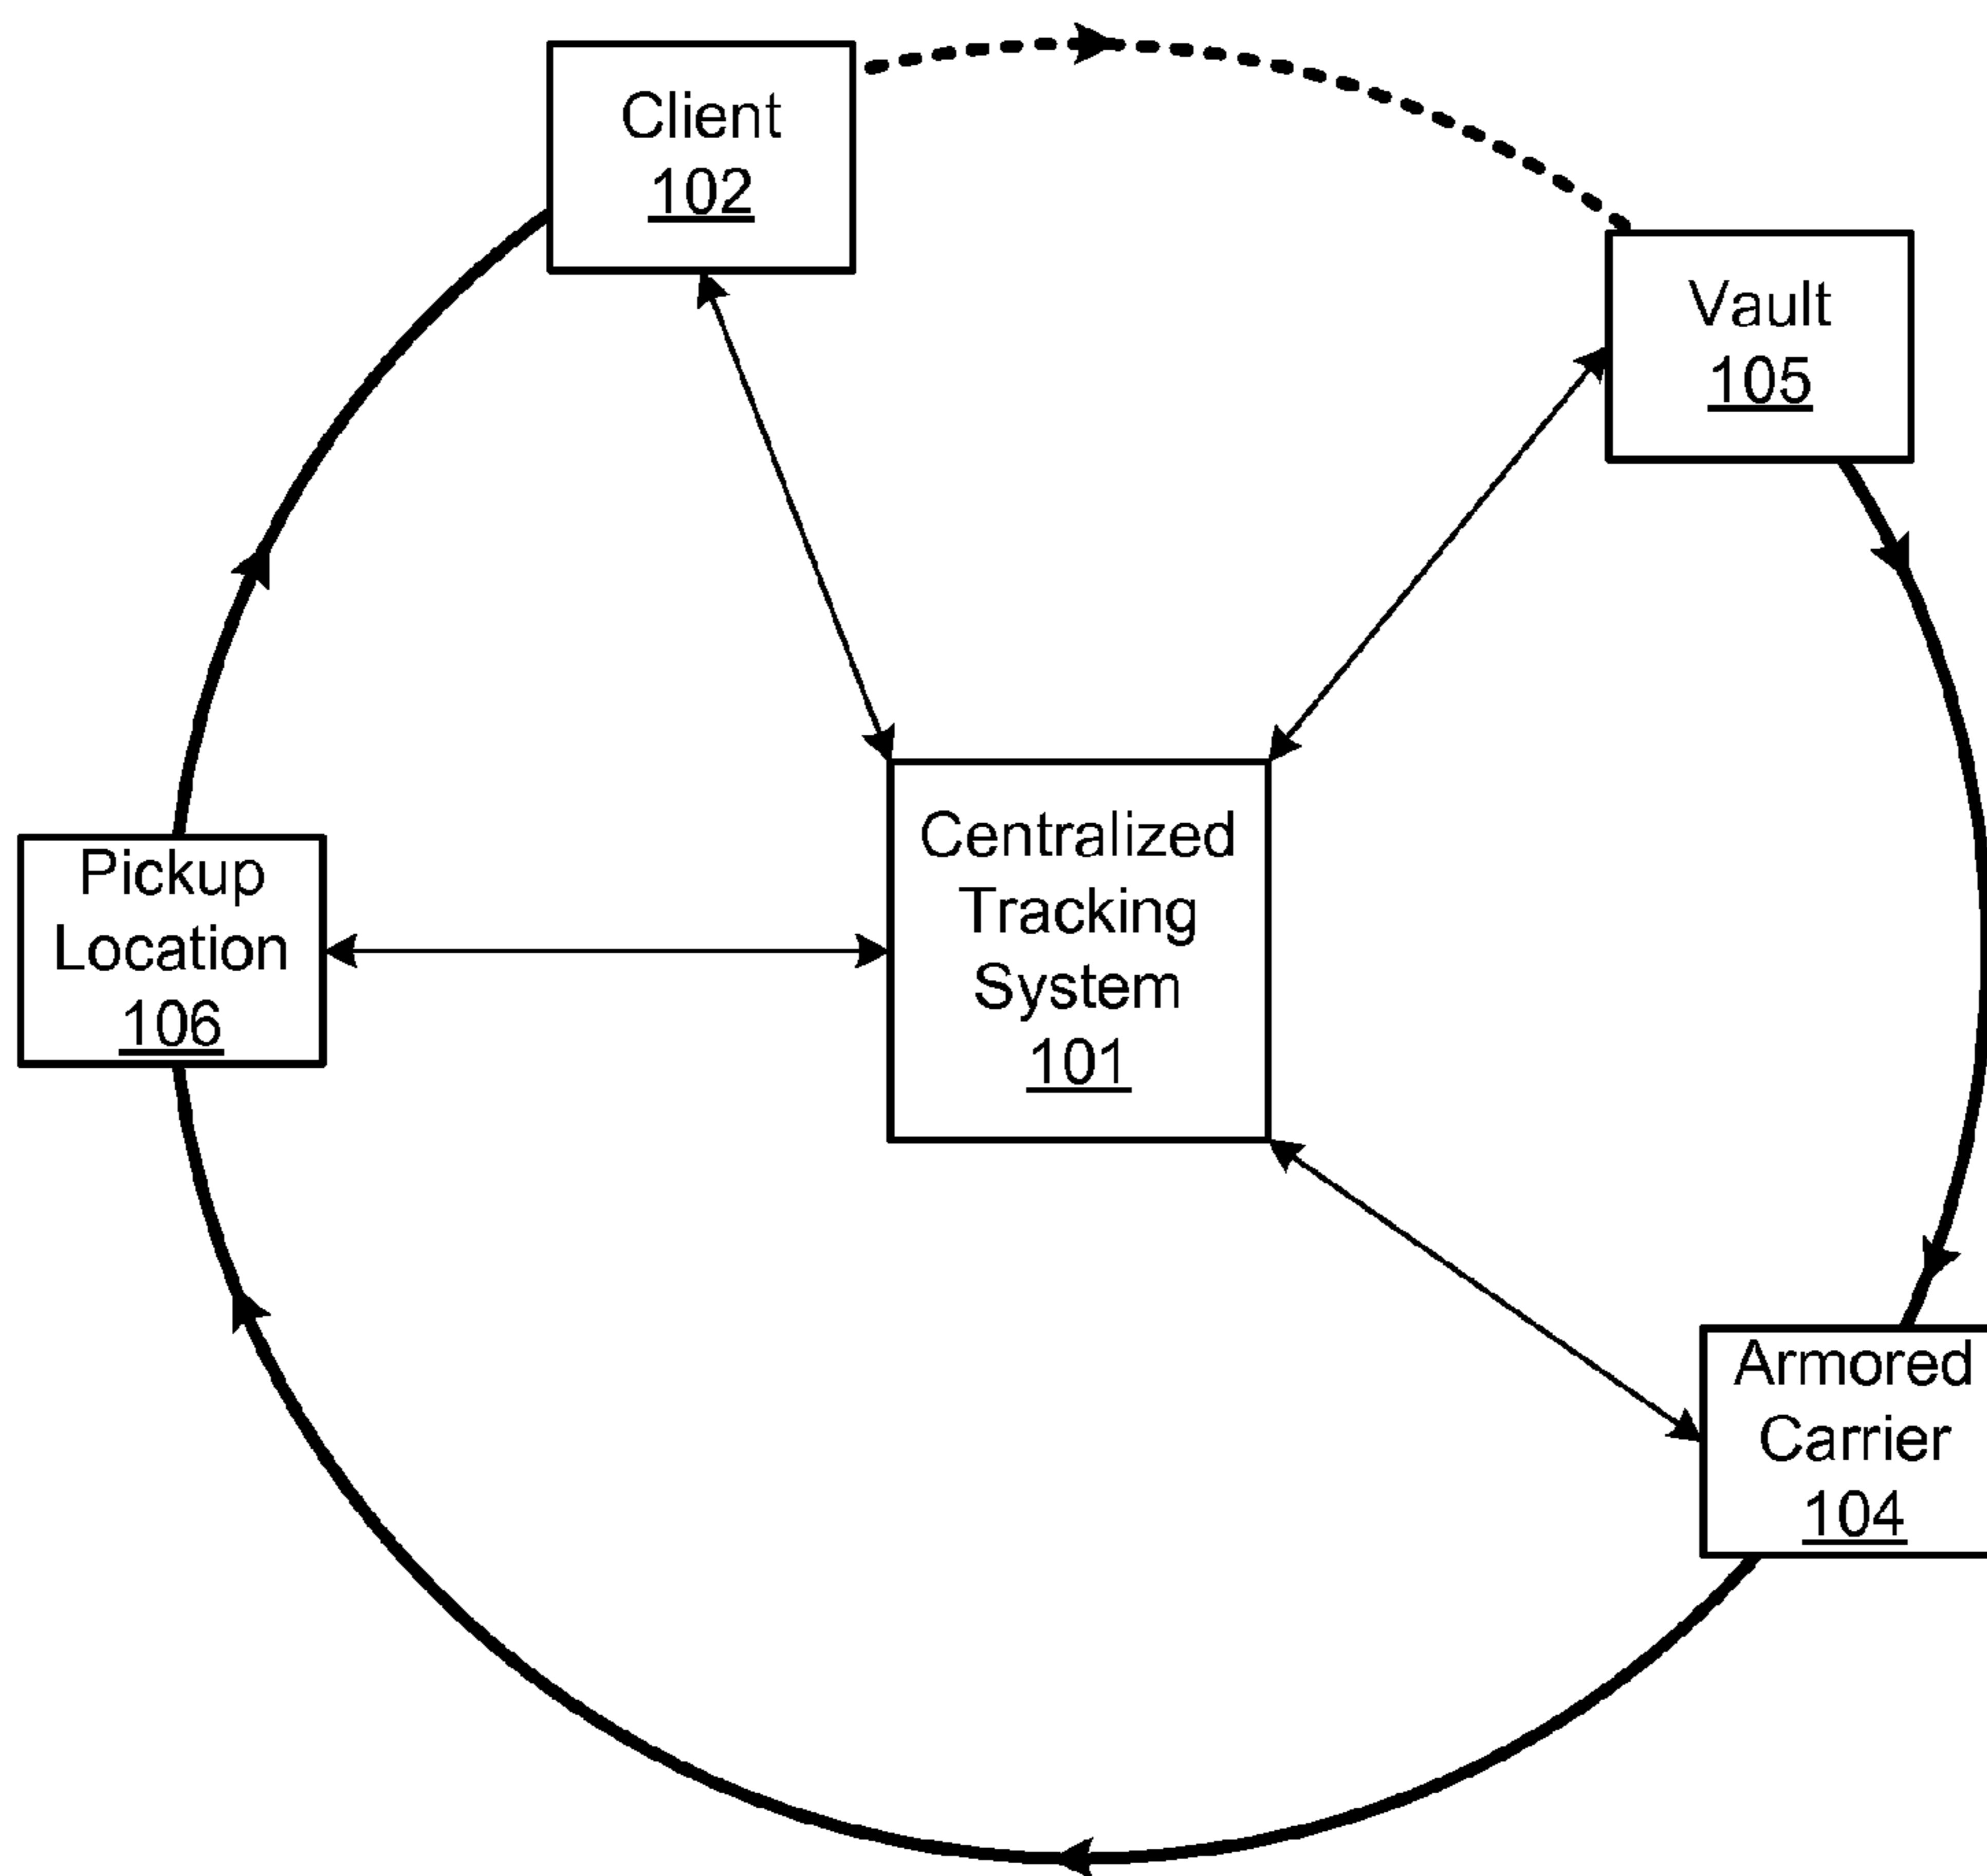 Client
102
Vault
105
Centralized
Tracking
System
101
Pickup
Location
106
Armored
Carrier
104